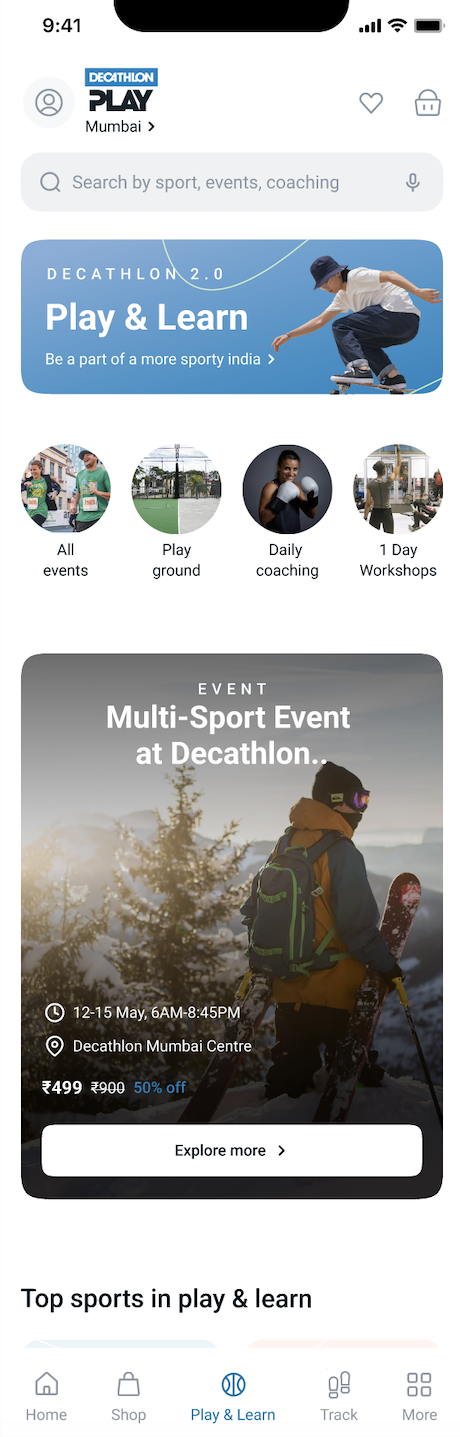 9:41
DECATHLON
PLAY
Mumbai
Search by sport, events, coaching
DECATHLON 2.0
Play & Learn
Be a part of a more sporty india
All
events
Play
ground
Daily
coaching
1 Day
Workshops
EVENT
Multi-Sport Event
at Decathlon..
12-15 May, 6AM-8:45PM
Decathlon Mumbai Centre
₹499 ₹900 50% off
Explore more
Top sports in play & learn
Home
Shop
Play & Learn
Track
More